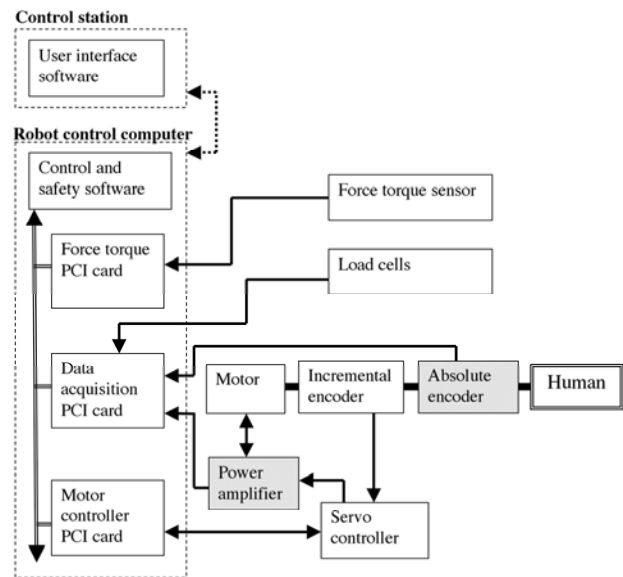 Control station
User interface
software
Robot control computer
Control and
safety software
Force torque sensor
Force torque
PCI card
Load cells
Data
acquisition
PCI card
Motor
Incremental
encoder
Absolute
encoder
Human
Power
amplifier
Motor
controller
PCI card
Servo
controller